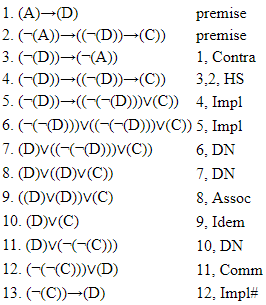 1. (A)→(D) premise
2. (¬(A))→((¬(D))→(C)) premise
3. (¬(D))→(¬(A)) 1, Contra
4. (¬(D))→((¬(D))→(C)) 3,2, HS
5. (¬(D))→((¬(¬(D)))∨(C)) 4, Impl
6. (¬(¬(D)))∨((¬(¬(D)))∨(C)) 5, Impl
7. (D)∨((¬(¬(D)))∨(C)) 6, DN
8. (D)∨((D)∨(C)) 7, DN
9. ((D)∨(D))∨(C) 8, Assoc
10. (D)∨(C) 9, Idem
11. (D)∨(¬(¬(C))) 10, DN
12. (¬(¬(C)))∨(D) 11, Comm
13. (¬(C))→(D) 12, Impl#